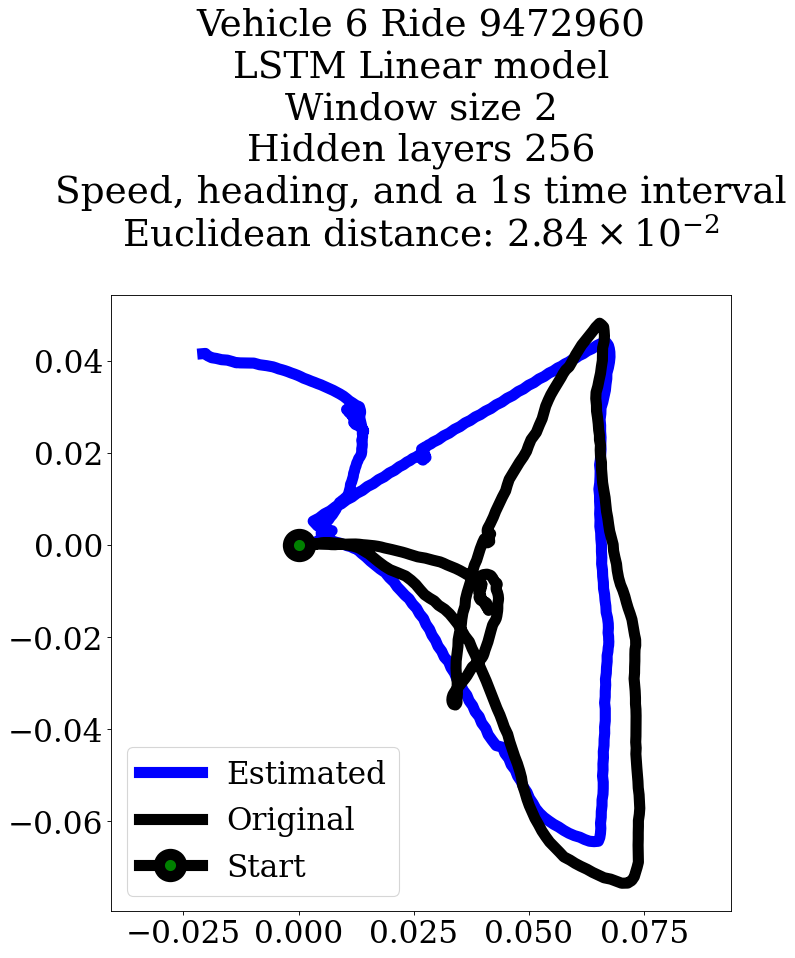 Vehicle 6 Ride 9472960
LSTM Linear model
Window size 2
Hidden layers 256
Speed, heading, and a 1s time interval
Euclidean distance: 2.84 × 10⁻²
0.04
0.02
0.00
−0.02
−0.04
−0.06
Estimated
Original
Start
−0.025 0.000 0.025 0.050 0.075